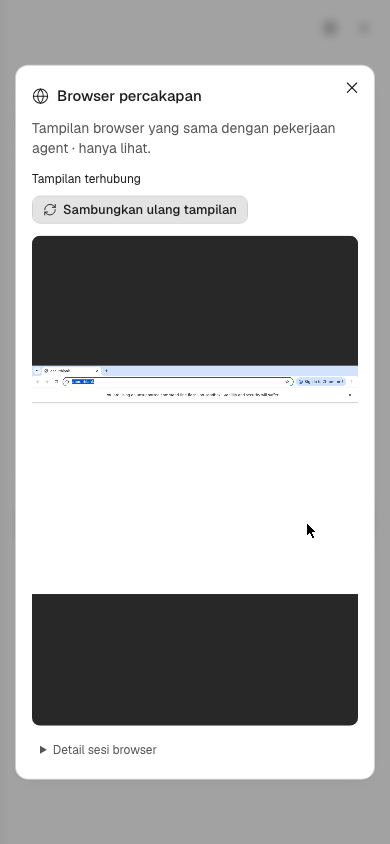 Browser percakapan
Tampilan browser yang sama dengan pekerjaan
agent · hanya lihat.
Tampilan terhubung
Sambungkan ulang tampilan
Detail sesi browser